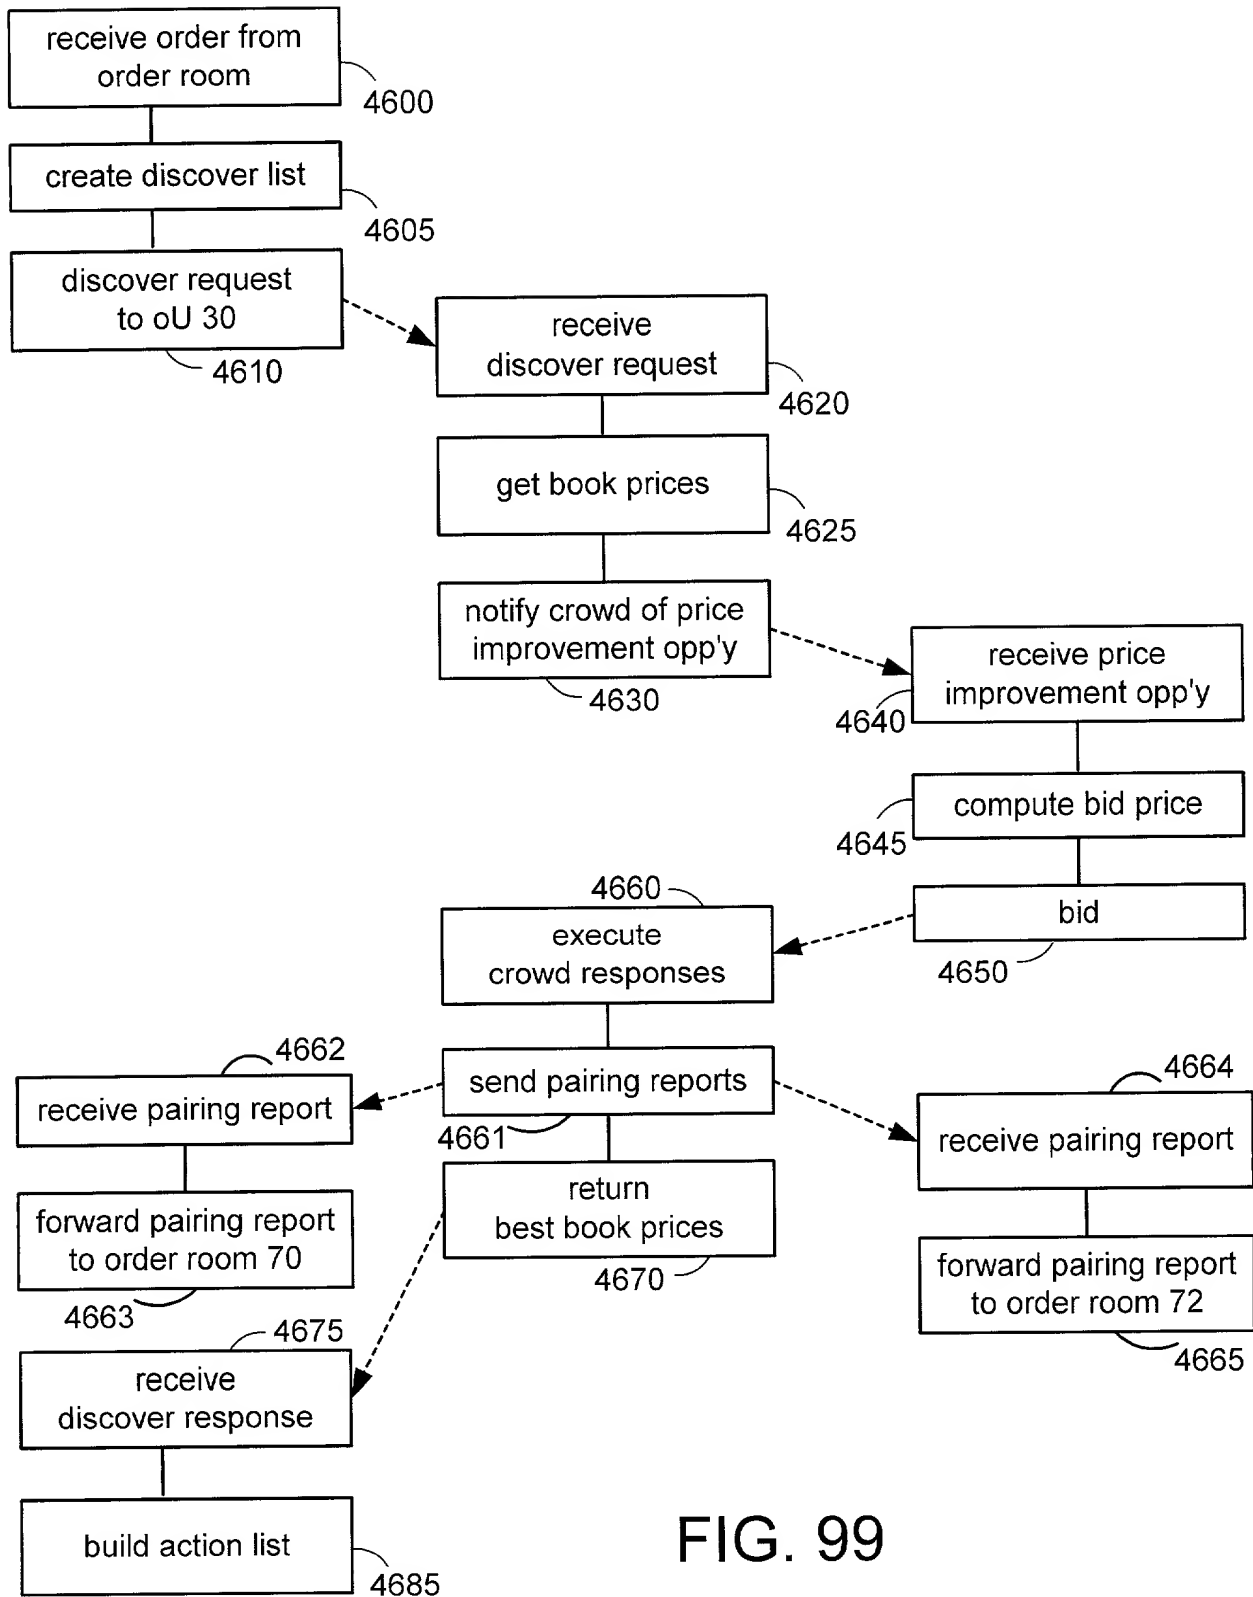 receive order from
order room
4600
create discover list
4605
discover request
to oU 30
4610
receive
discover request
4620
get book prices
4625
notify crowd of price
improvement opp'y
4630
receive price
improvement opp'y
4640
compute bid price
4645
bid
4650
4660
execute
crowd responses
4662
receive pairing report
send pairing reports
4661
4664
receive pairing report
forward pairing report
to order room 70
4663
return
best book prices
4670
forward pairing report
to order room 72
4665
4675
receive
discover response
build action list
4685
FIG. 99